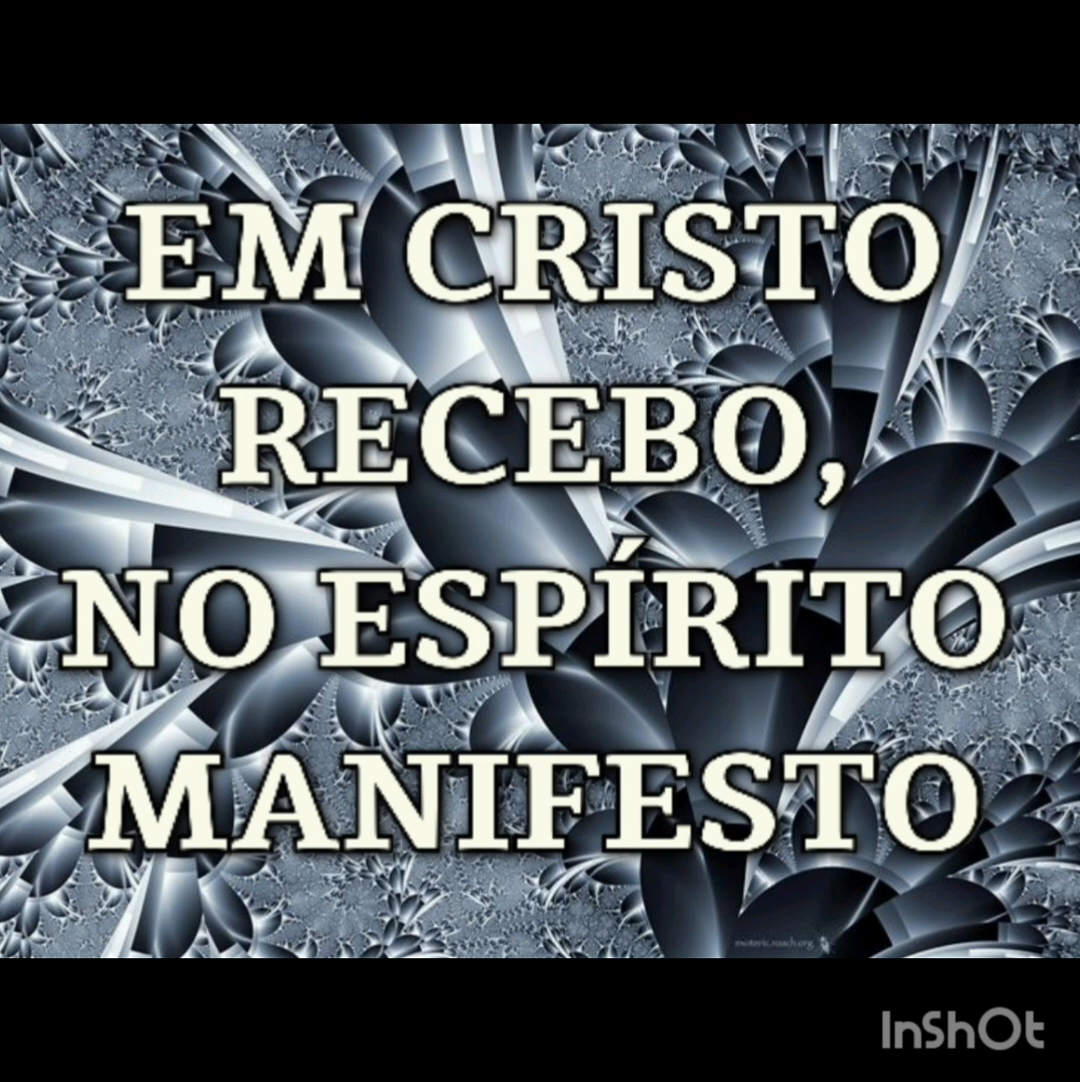 EM CRISTO
RECEBO,
NO ESPÍRITO
MANIFESTO
InShOt